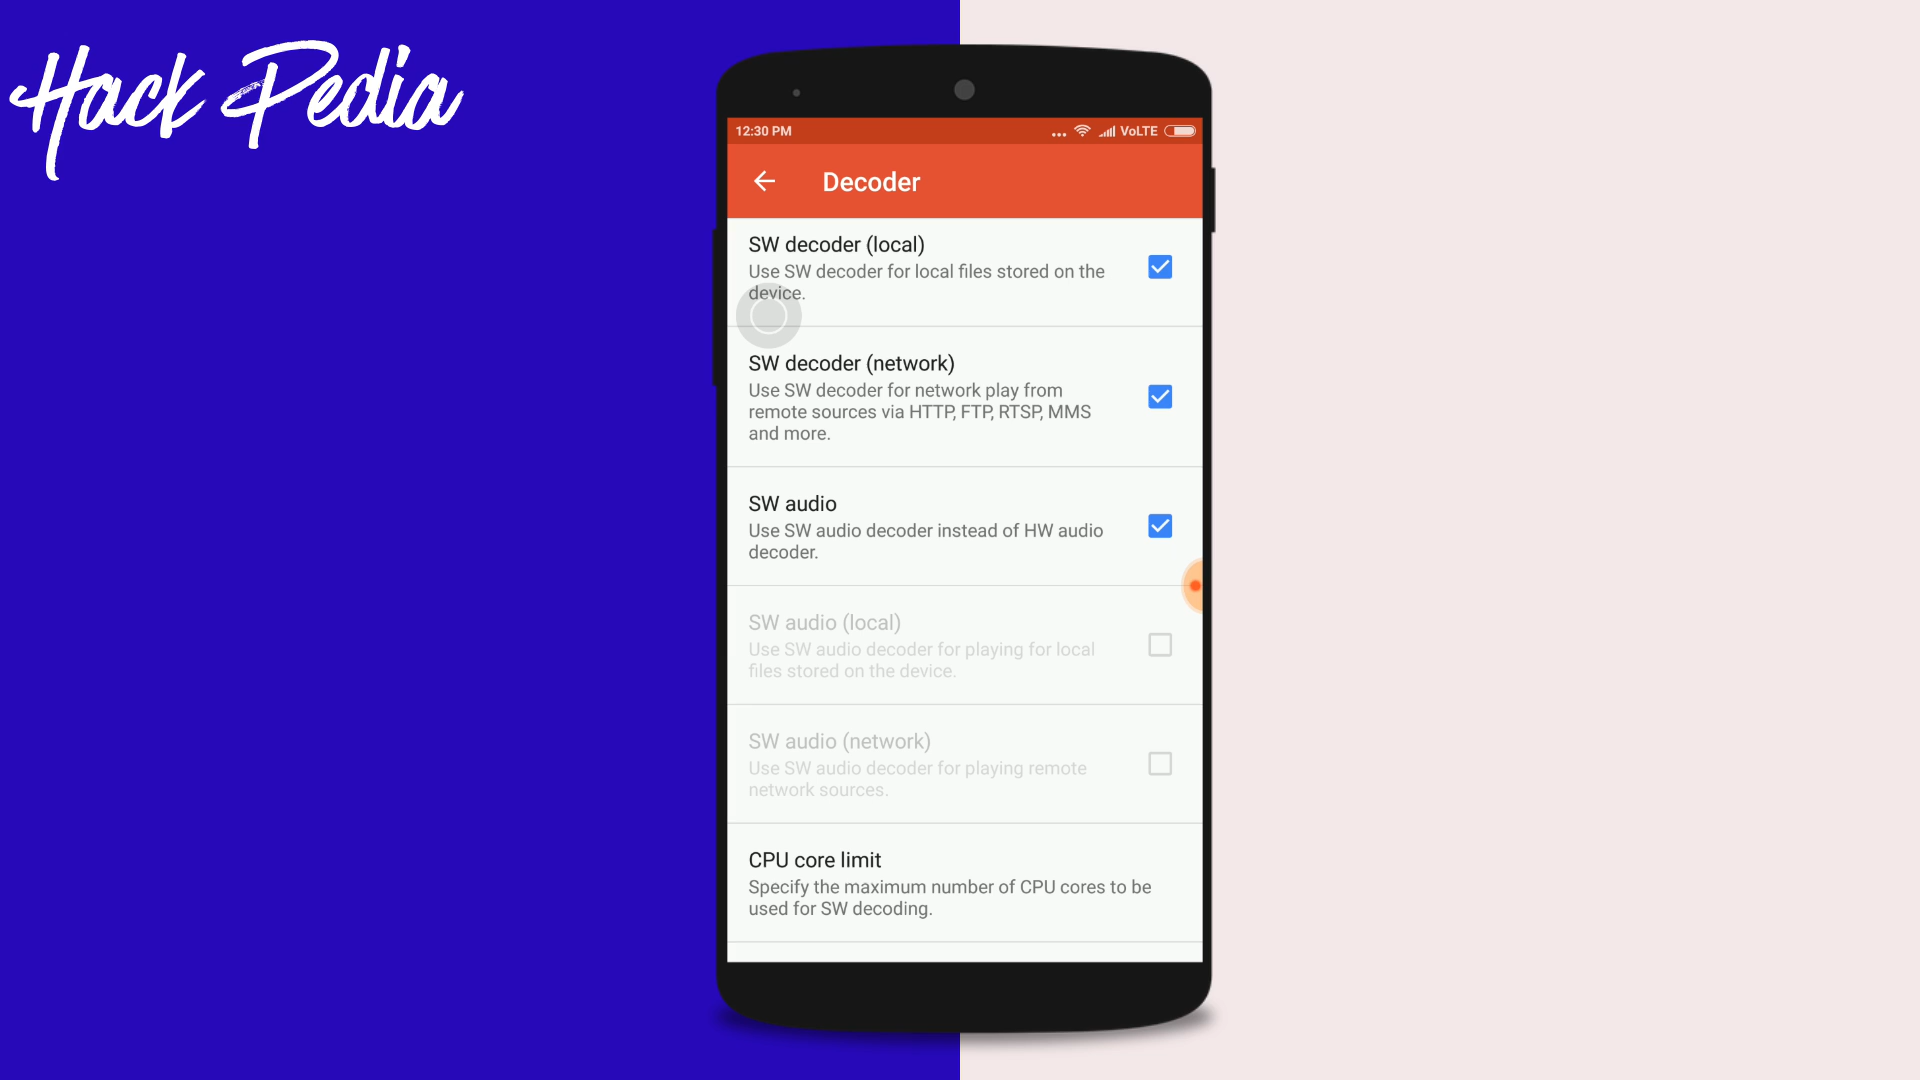 Hack Pedia
12:30 PM
VoLTE
Decoder
SW decoder (local)
Use SW decoder for local files stored on the
device.
SW decoder (network)
Use SW decoder for network play from
remote sources via HTTP, FTP, RTSP, MMS
and more.
SW audio
Use SW audio decoder instead of HW audio
decoder.
SW audio (local)
Use SW audio decoder for playing for local
files stored on the device.
SW audio (network)
Use SW audio decoder for playing remote
network sources.
CPU core limit
Specify the maximum number of CPU cores to be
used for SW decoding.